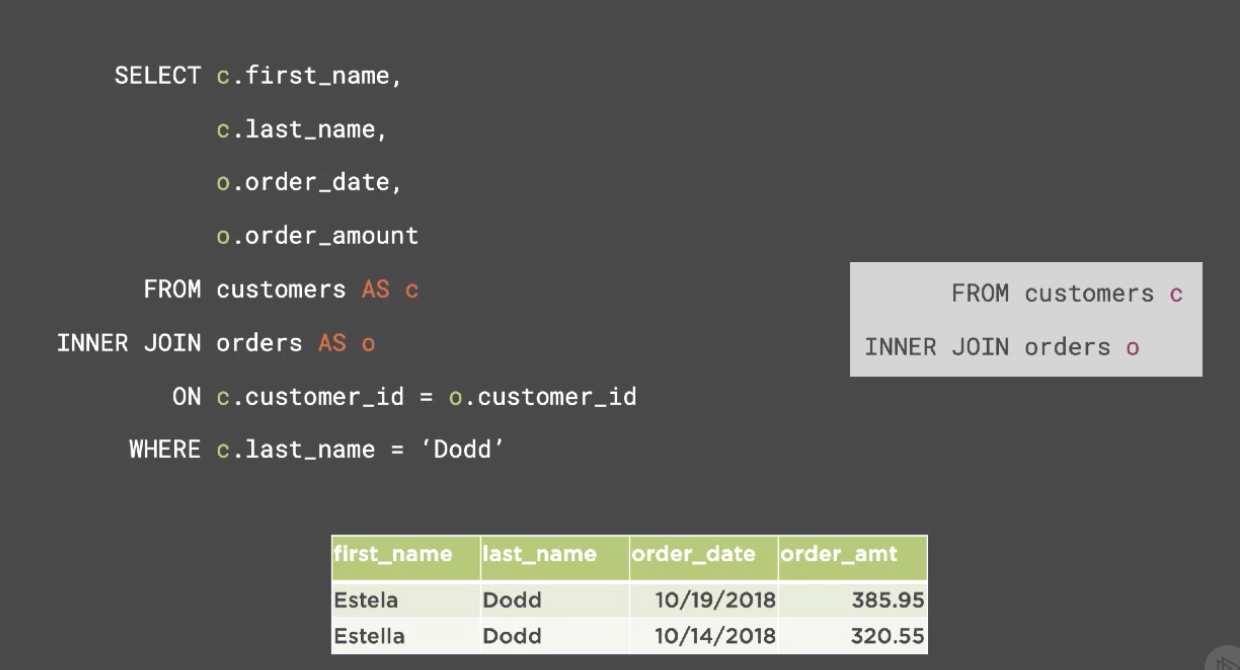 SELECT c.first_name,
c.last_name,
o.order_date,
o.order_amount
FROM customers AS c
INNER JOIN orders AS o
ON c.customer_id = o.customer_id
WHERE c.last_name = ‘Dodd’
FROM customers c
INNER JOIN orders o
first_name last_name order_date order_amt
Estela Dodd 10/19/2018 385.95
Estella Dodd 10/14/2018 320.55